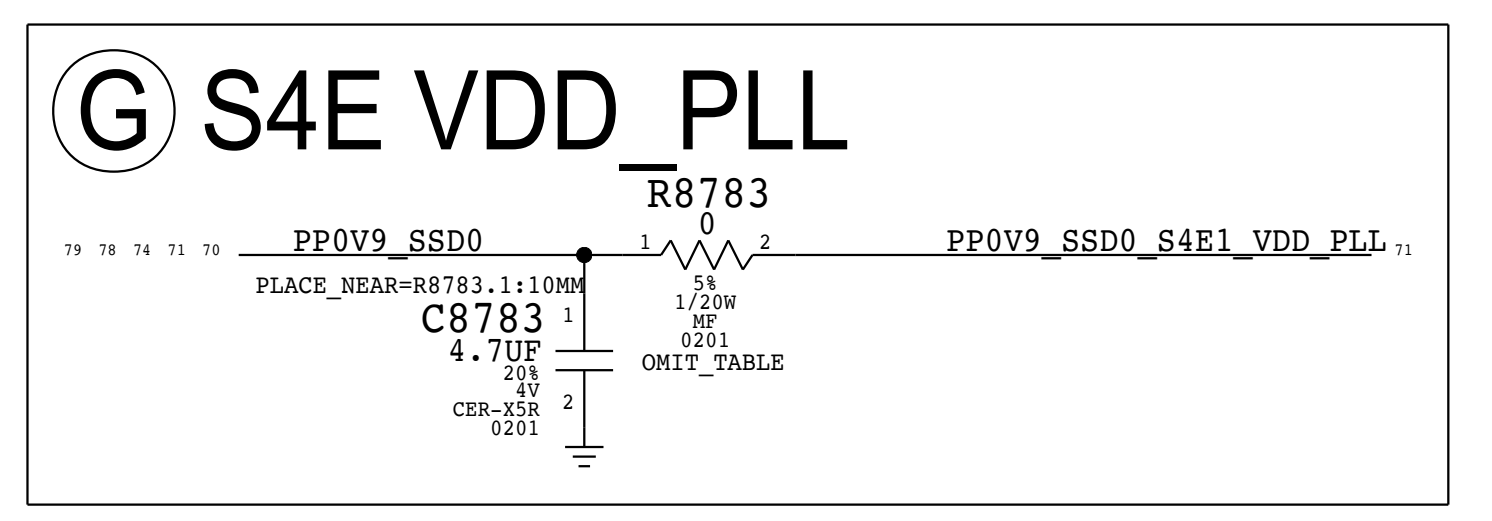 G S4E VDD_PLL
R8783
0
79 78 74 71 70 PP0V9_SSD0 1 2 PP0V9_SSD0_S4E1_VDD_PLL 71
PLACE_NEAR=R8783.1:10MM
5%
1/20W
MF
0201
OMIT_TABLE
C8783 1
4.7UF
20%
4V
CER-X5R 2
0201